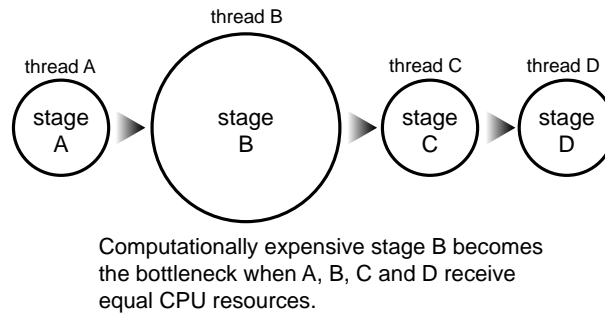 thread A
thread B
thread C
thread D
stage
A
stage
B
stage
C
stage
D
Computationally expensive stage B becomes
the bottleneck when A, B, C and D receive
equal CPU resources.